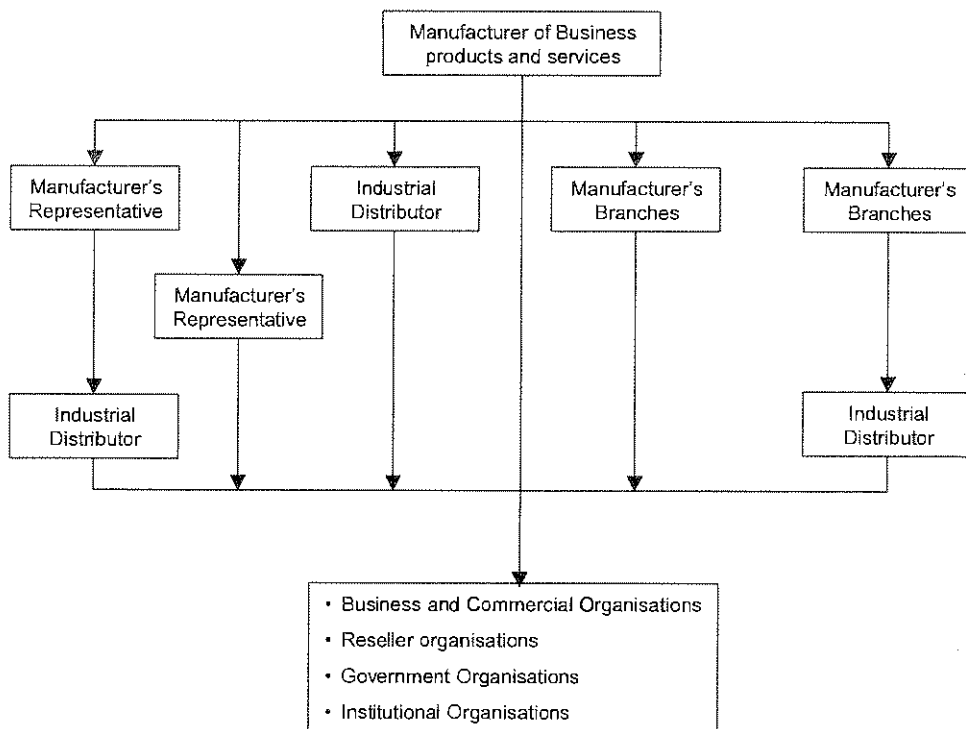 Manufacturer of Business
products and services
Manufacturer's
Representative
Industrial
Distributor
Manufacturer's
Branches
Manufacturer's
Branches
Manufacturer's
Representative
Industrial
Distributor
Industrial
Distributor
• Business and Commercial Organisations
• Reseller organisations
• Government Organisations
• Institutional Organisations